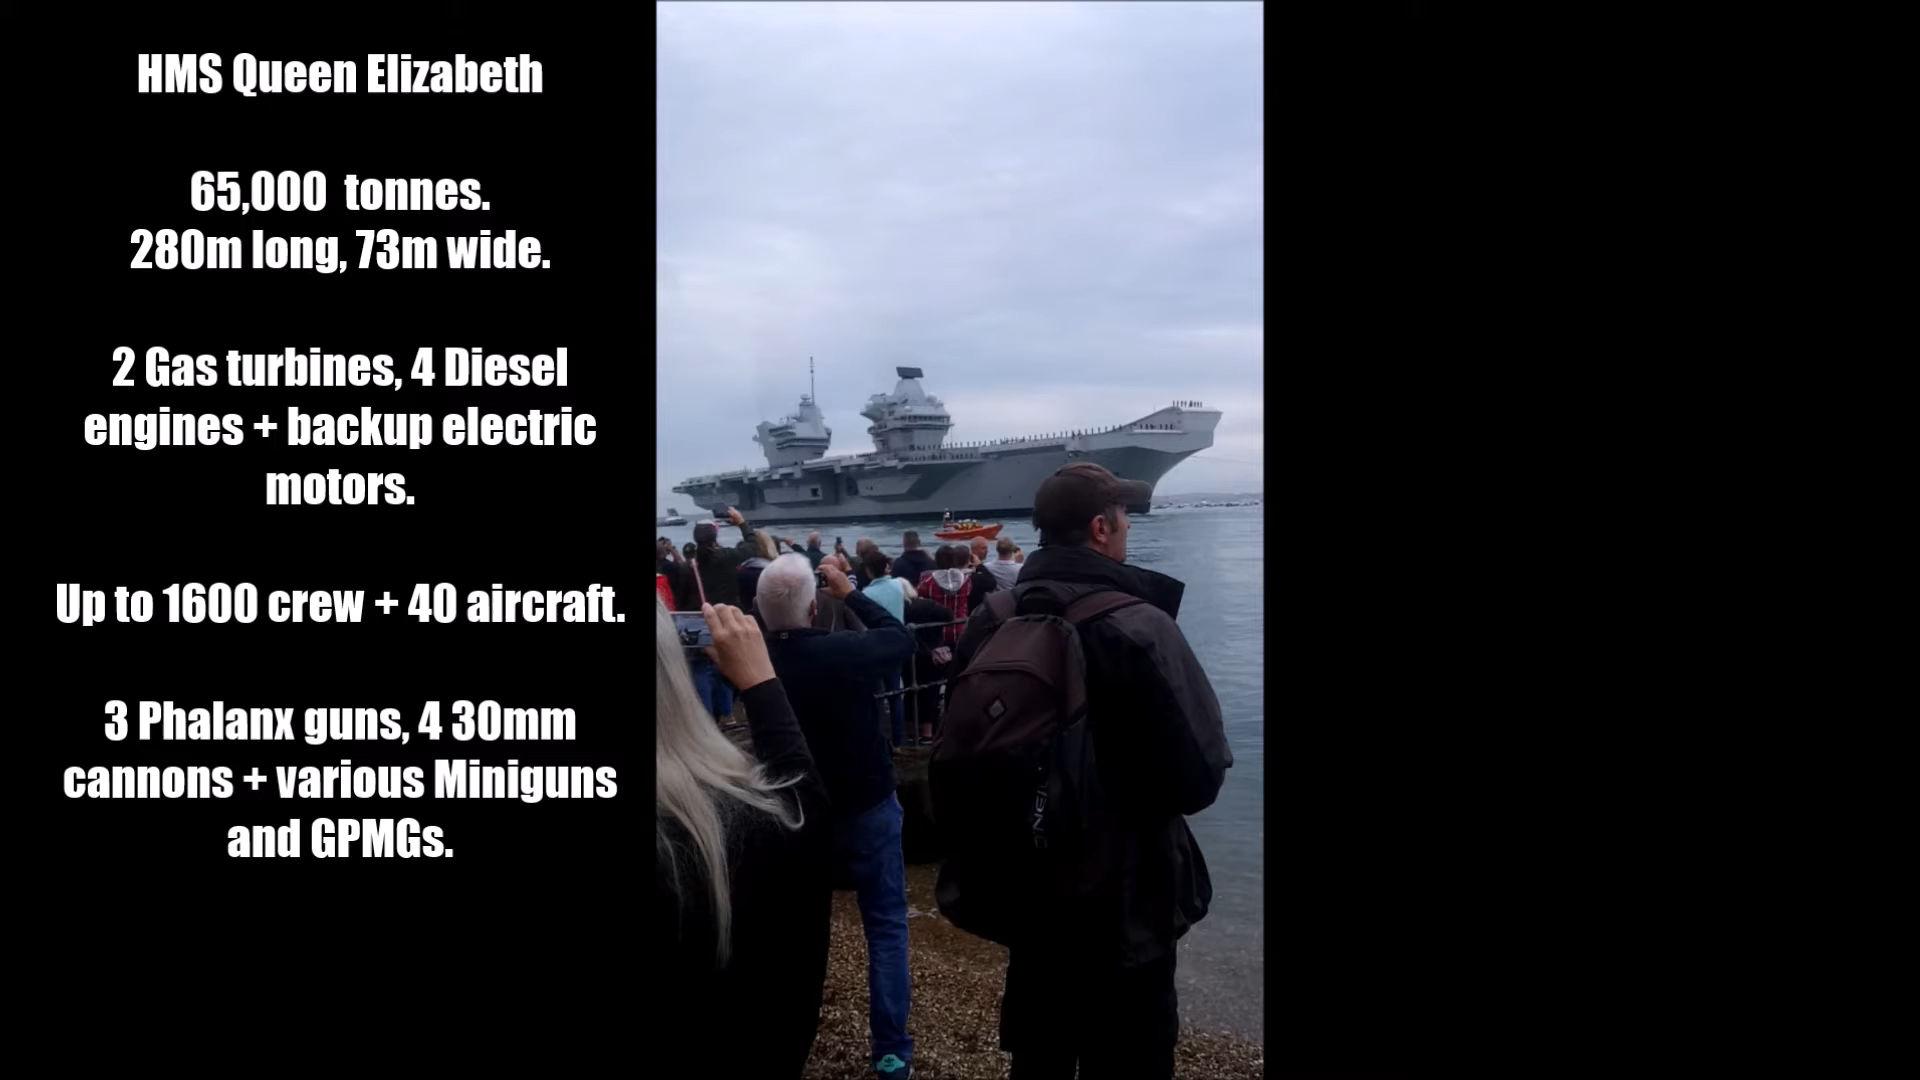 HMS Queen Elizabeth
65,000 tonnes.
280m long, 73m wide.
2 Gas turbines, 4 Diesel
engines + backup electric
motors.
Up to 1600 crew + 40 aircraft.
3 Phalanx guns, 4 30mm
cannons + various Miniguns
and GPMGs.
O'NEILL